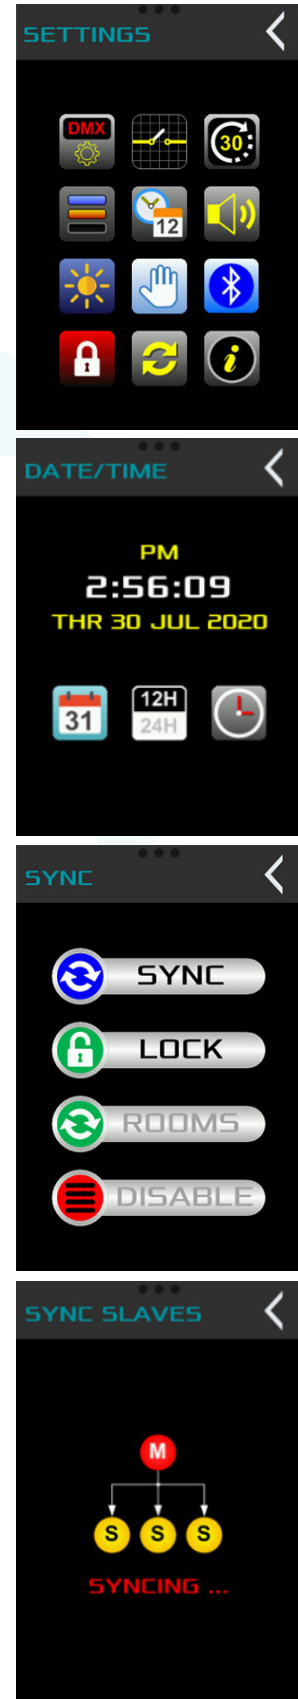 SETTINGS
DMX
30
12
i
DATE/TIME
PM
2:56:09
THR 30 JUL 2020
31
12H
24H
SYNC
SYNC
LOCK
ROOMS
DISABLE
SYNC SLAVES
M
S S S
SYNCING ...